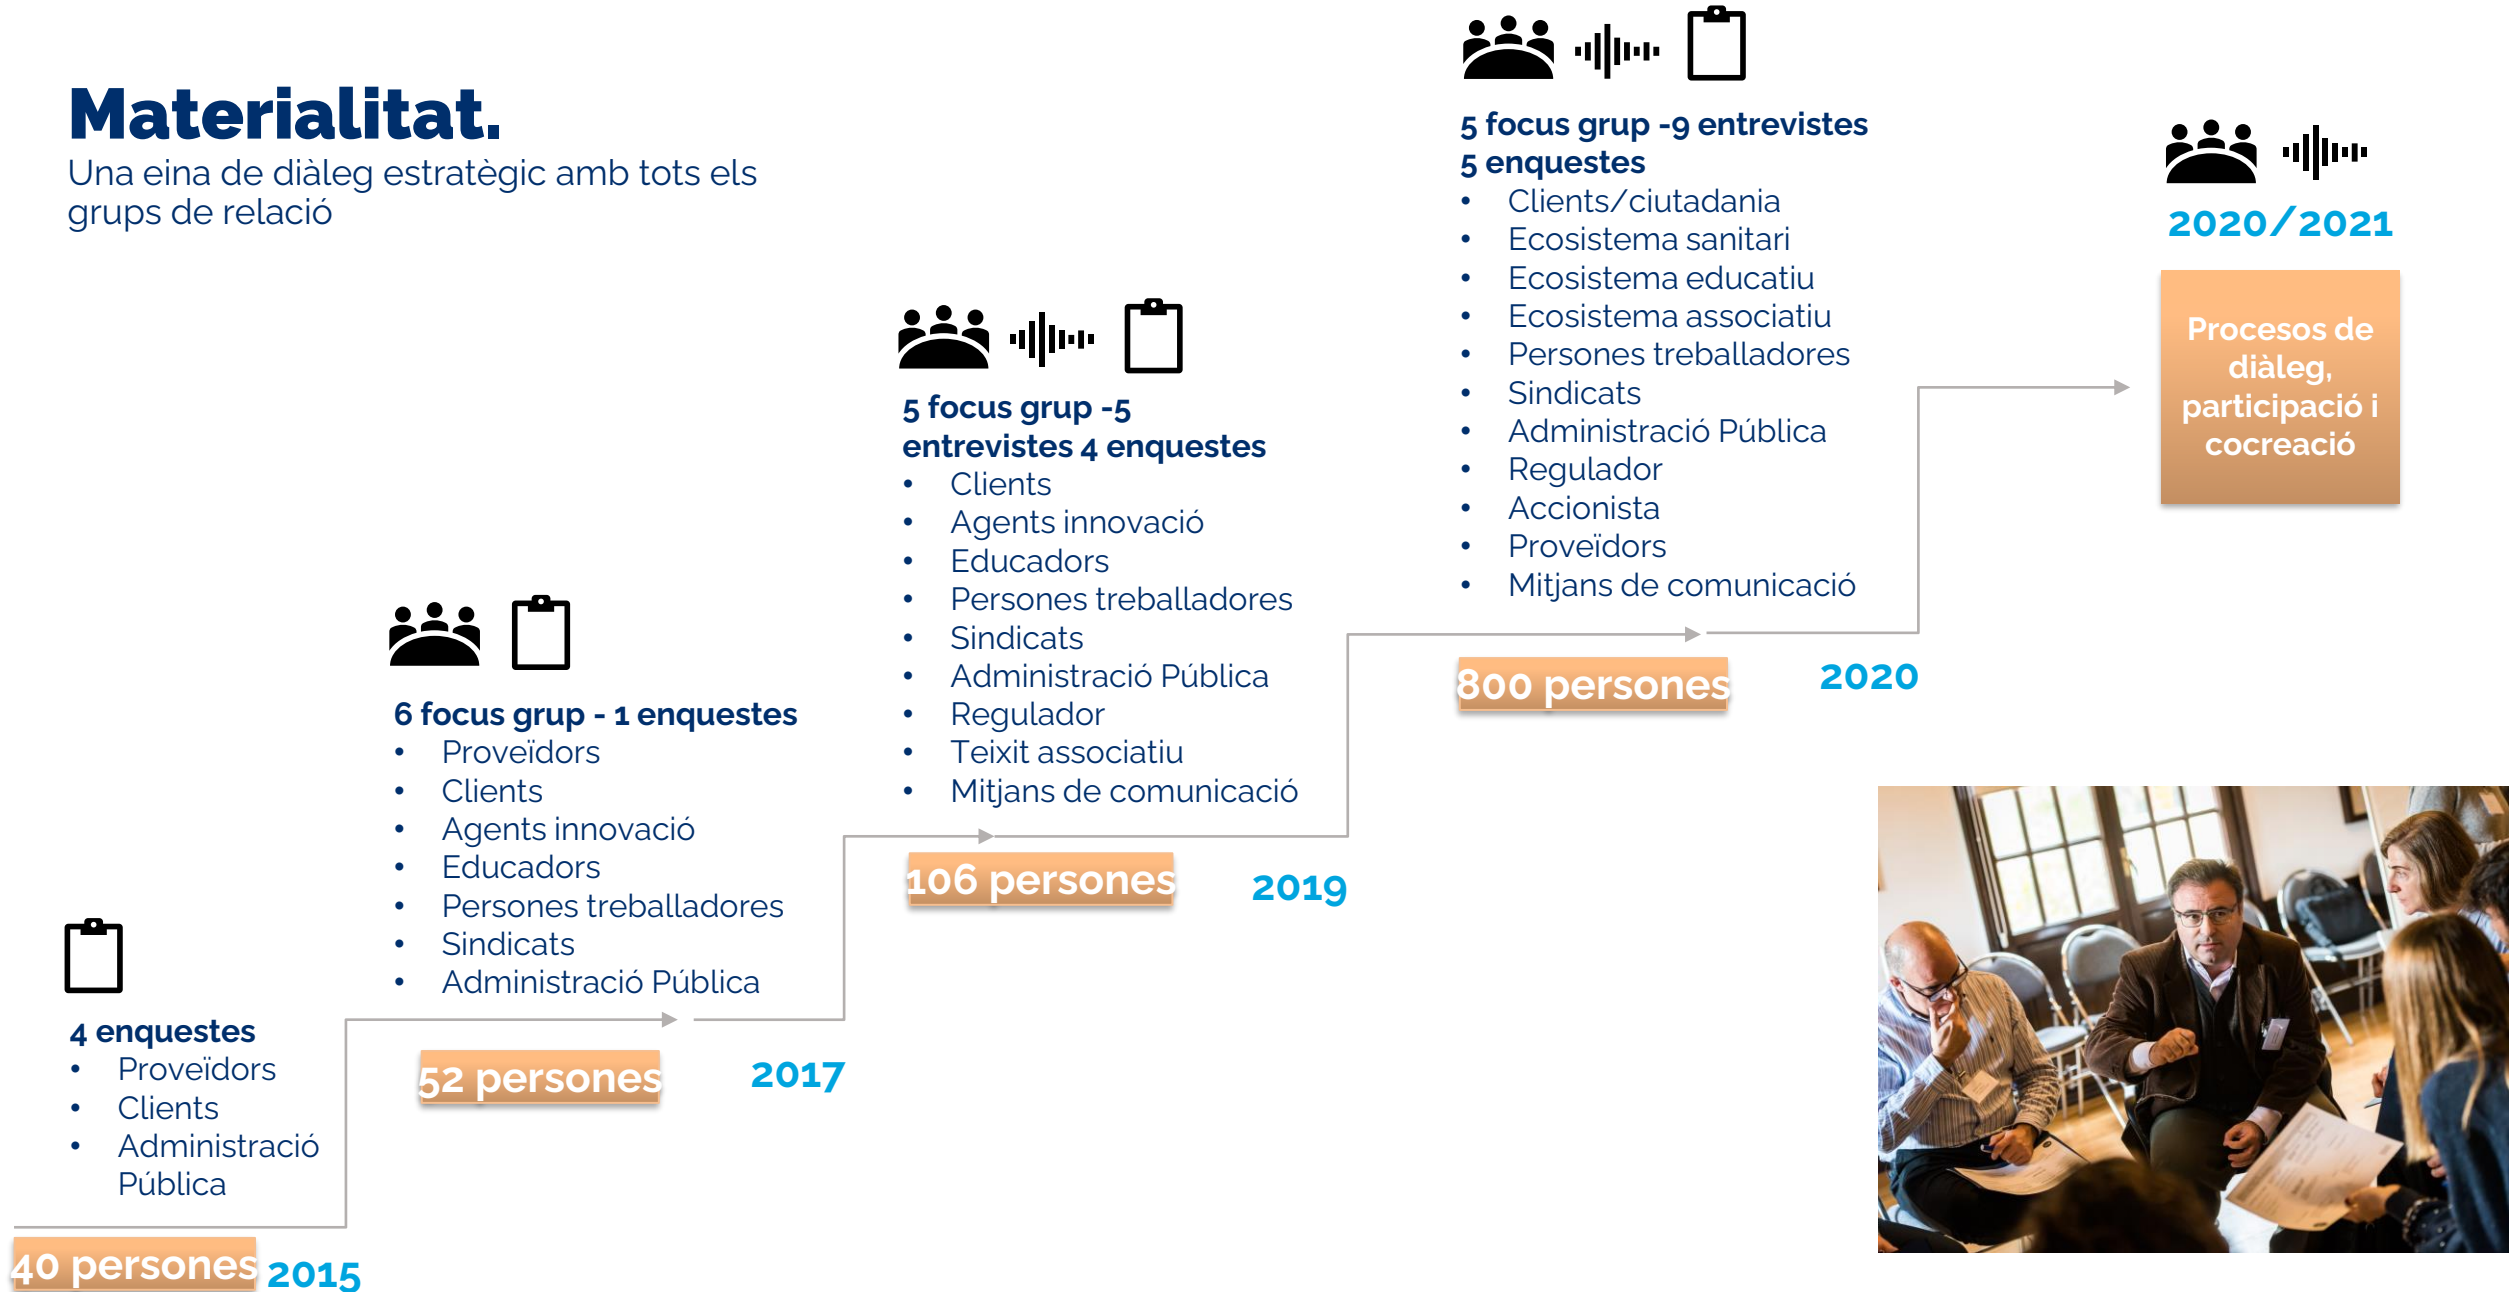 Materialitat.
Una eina de diàleg estratègic amb tots els
grups de relació
4 enquestes
• Proveïdors
• Clients
• Administració
Pública
40 persones
2015
6 focus grup - 1 enquestes
• Proveïdors
• Clients
• Agents innovació
• Educadors
• Persones treballadores
• Sindicats
• Administració Pública
52 persones
2017
5 focus grup -5
entrevistes 4 enquestes
• Clients
• Agents innovació
• Educadors
• Persones treballadores
• Sindicats
• Administració Pública
• Regulador
• Teixit associatiu
• Mitjans de comunicació
106 persones
2019
5 focus grup -9 entrevistes
5 enquestes
• Clients/ciutadania
• Ecosistema sanitari
• Ecosistema educatiu
• Ecosistema associatiu
• Persones treballadores
• Sindicats
• Administració Pública
• Regulador
• Accionista
• Proveïdors
• Mitjans de comunicació
800 persones
2020
2020/2021
Procesos de
diàleg,
participació i
cocreació